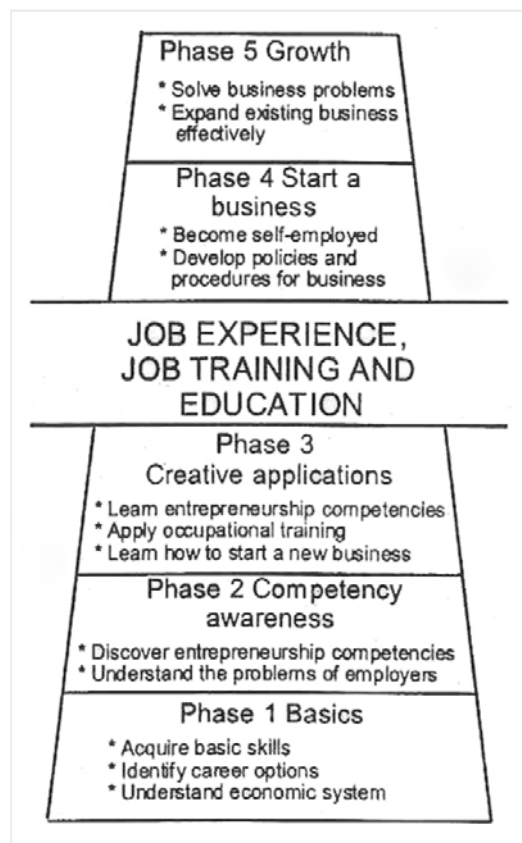 Phase 5 Growth
* Solve business problems
* Expand existing business
effectively
Phase 4 Start a
business
* Become self-employed
* Develop policies and
procedures for business
JOB EXPERIENCE,
JOB TRAINING AND
EDUCATION
Phase 3
Creative applications
* Learn entrepreneurship competencies
* Apply occupational training
* Learn how to start a new business
Phase 2 Competency
awareness
* Discover entrepreneurship competencies
* Understand the problems of employers
Phase 1 Basics
* Acquire basic skills
* Identify career options
* Understand economic system